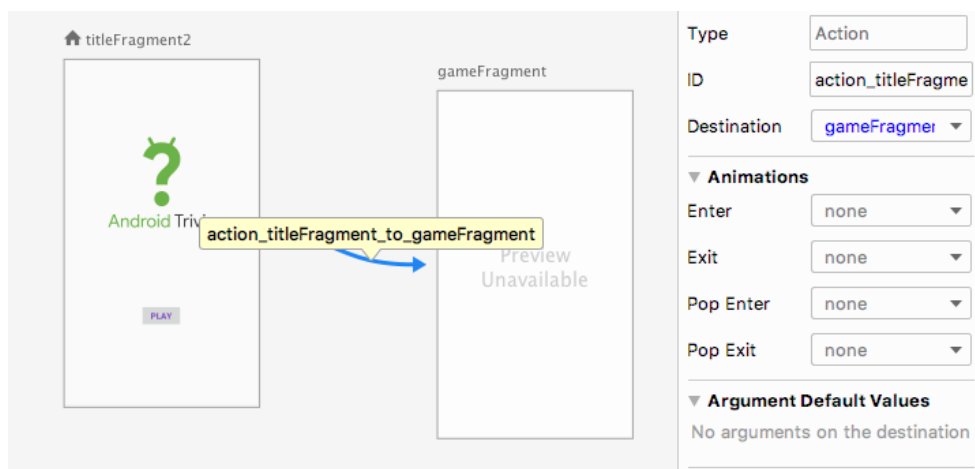 titleFragment2
gameFragment
Android Trivi
PLAY
action_titleFragment_to_gameFragment
Preview
Unavailable
Type Action
ID action_titleFragme
Destination gameFragmer
Animations
Enter none
Exit none
Pop Enter none
Pop Exit none
Argument Default Values
No arguments on the destination